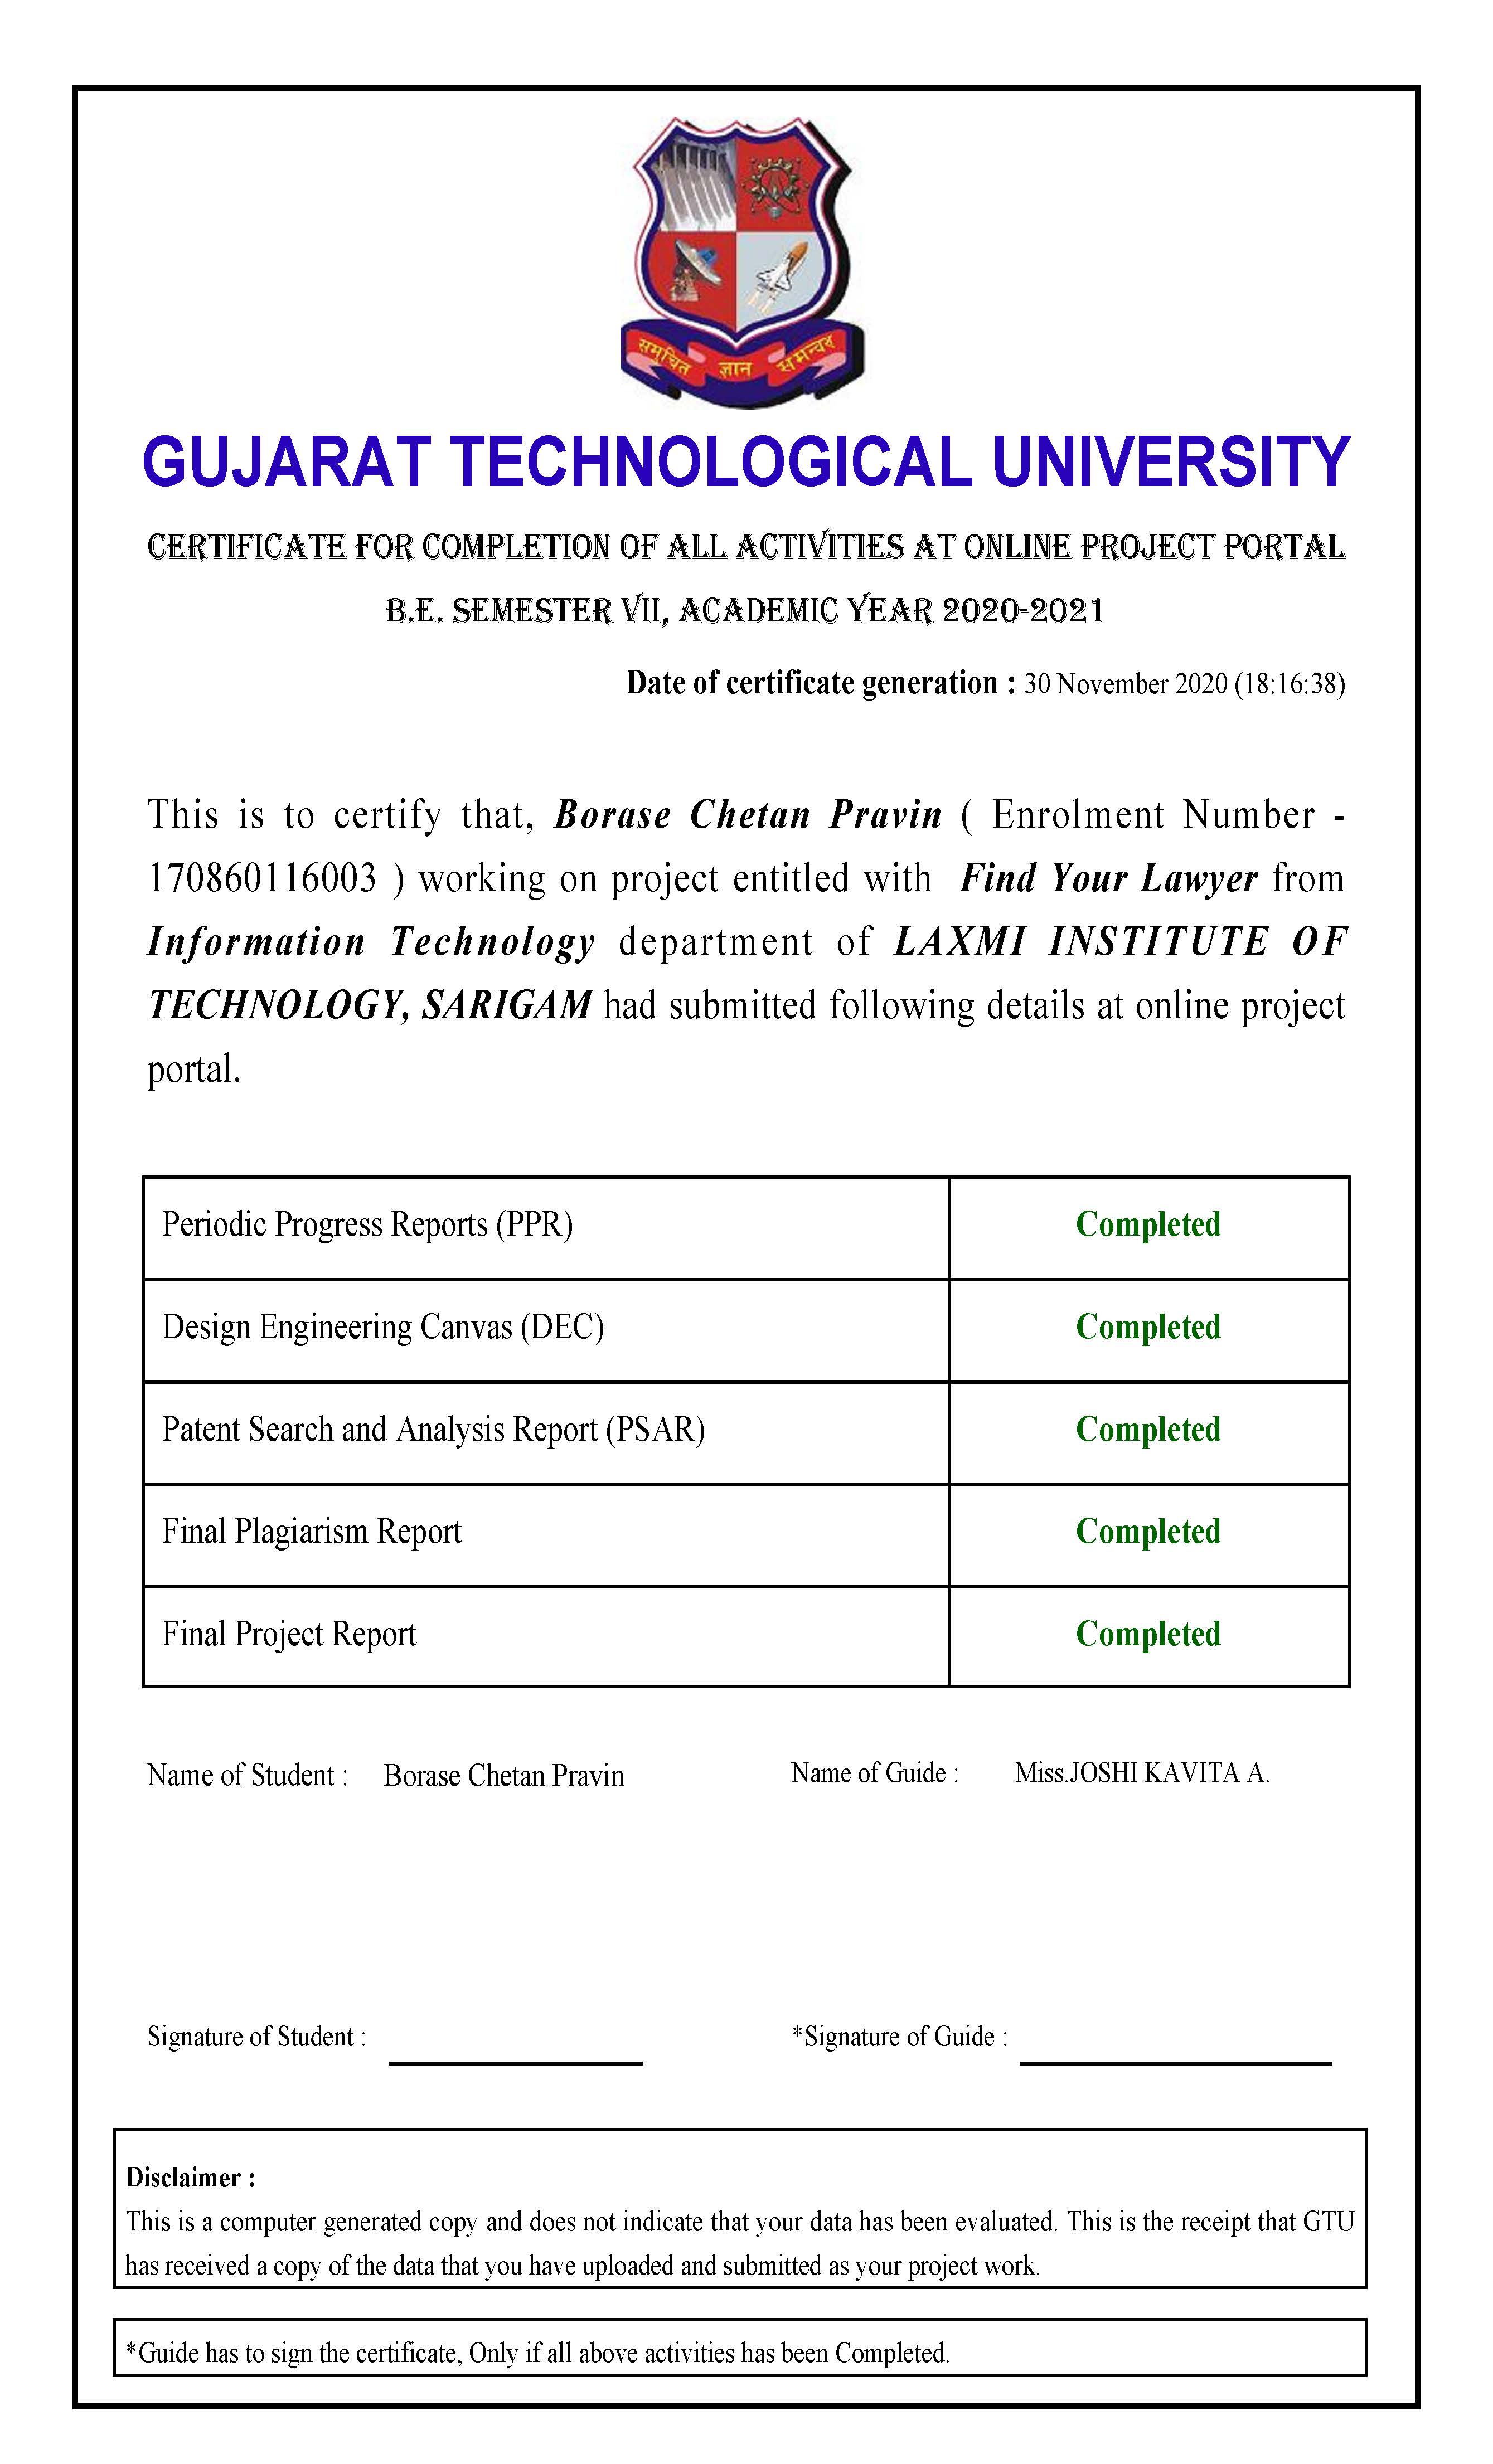 समुचित ज्ञान समन्वर
GUJARAT TECHNOLOGICAL UNIVERSITY
CERTIFICATE FOR COMPLETION OF ALL ACTIVITIES AT ONLINE PROJECT PORTAL
B.E. SEMESTER VII, ACADEMIC YEAR 2020-2021
Date of certificate generation : 30 November 2020 (18:16:38)
This is to certify that, Borase Chetan Pravin ( Enrolment Number -
170860116003 ) working on project entitled with Find Your Lawyer from
Information Technology department of LAXMI INSTITUTE OF
TECHNOLOGY, SARIGAM had submitted following details at online project
portal.
Periodic Progress Reports (PPR) Completed
Design Engineering Canvas (DEC) Completed
Patent Search and Analysis Report (PSAR) Completed
Final Plagiarism Report Completed
Final Project Report Completed
Name of Student : Borase Chetan Pravin Name of Guide : Miss.JOSHI KAVITA A.
Signature of Student : *Signature of Guide :
Disclaimer :
This is a computer generated copy and does not indicate that your data has been evaluated. This is the receipt that GTU
has received a copy of the data that you have uploaded and submitted as your project work.
*Guide has to sign the certificate, Only if all above activities has been Completed.